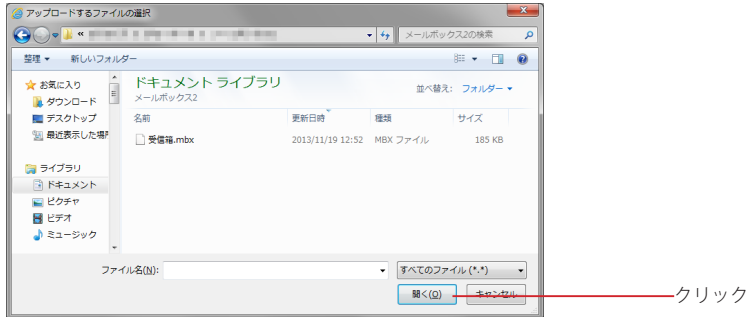 アップロードするファイルの選択
メールボックス2の検索
整理 新しいフォルダー
お気に入り
ダウンロード
デスクトップ
最近表示した場所
ライブラリ
ドキュメント
ピクチャ
ビデオ
ミュージック
ドキュメント ライブラリ
メールボックス2
並べ替え: フォルダー
名前 更新日時 種類 サイズ
受信箱.mbx 2013/11/19 12:52 MBX ファイル 185 KB
ファイル名(N): すべてのファイル (*.*)
開く(O) キャンセル
クリック